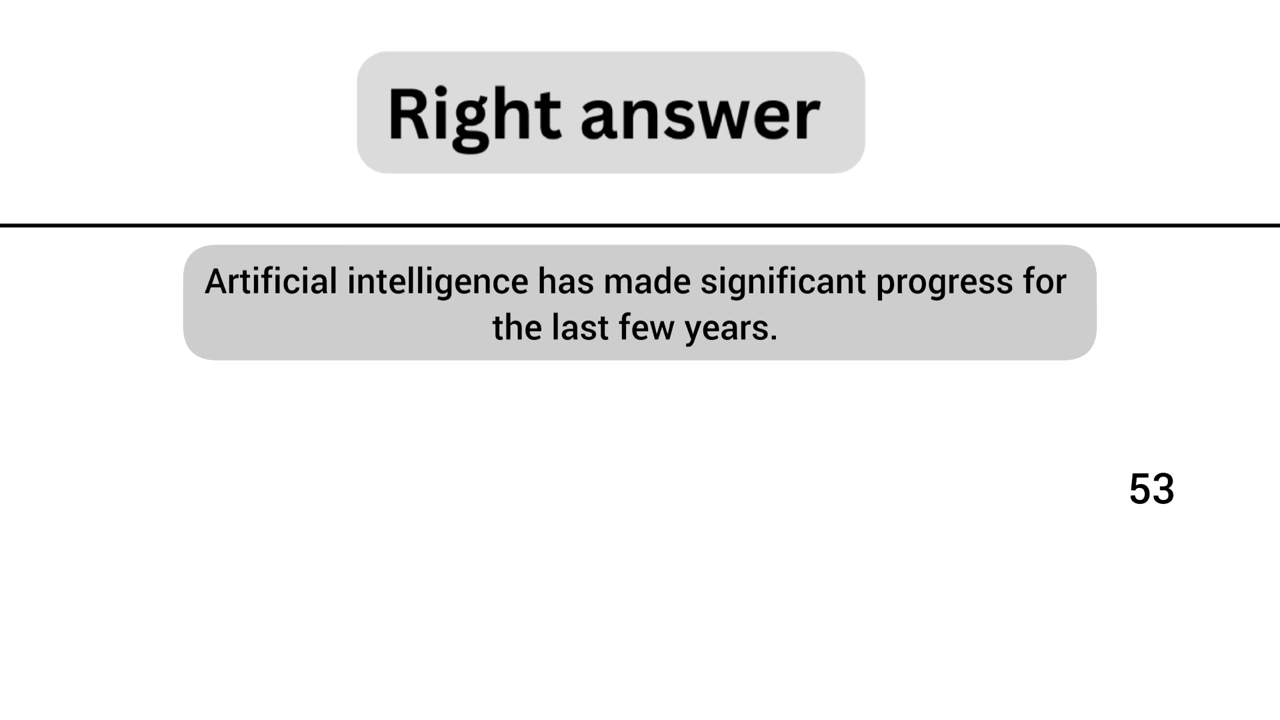 Right answer
Artificial intelligence has made significant progress for
the last few years.
53